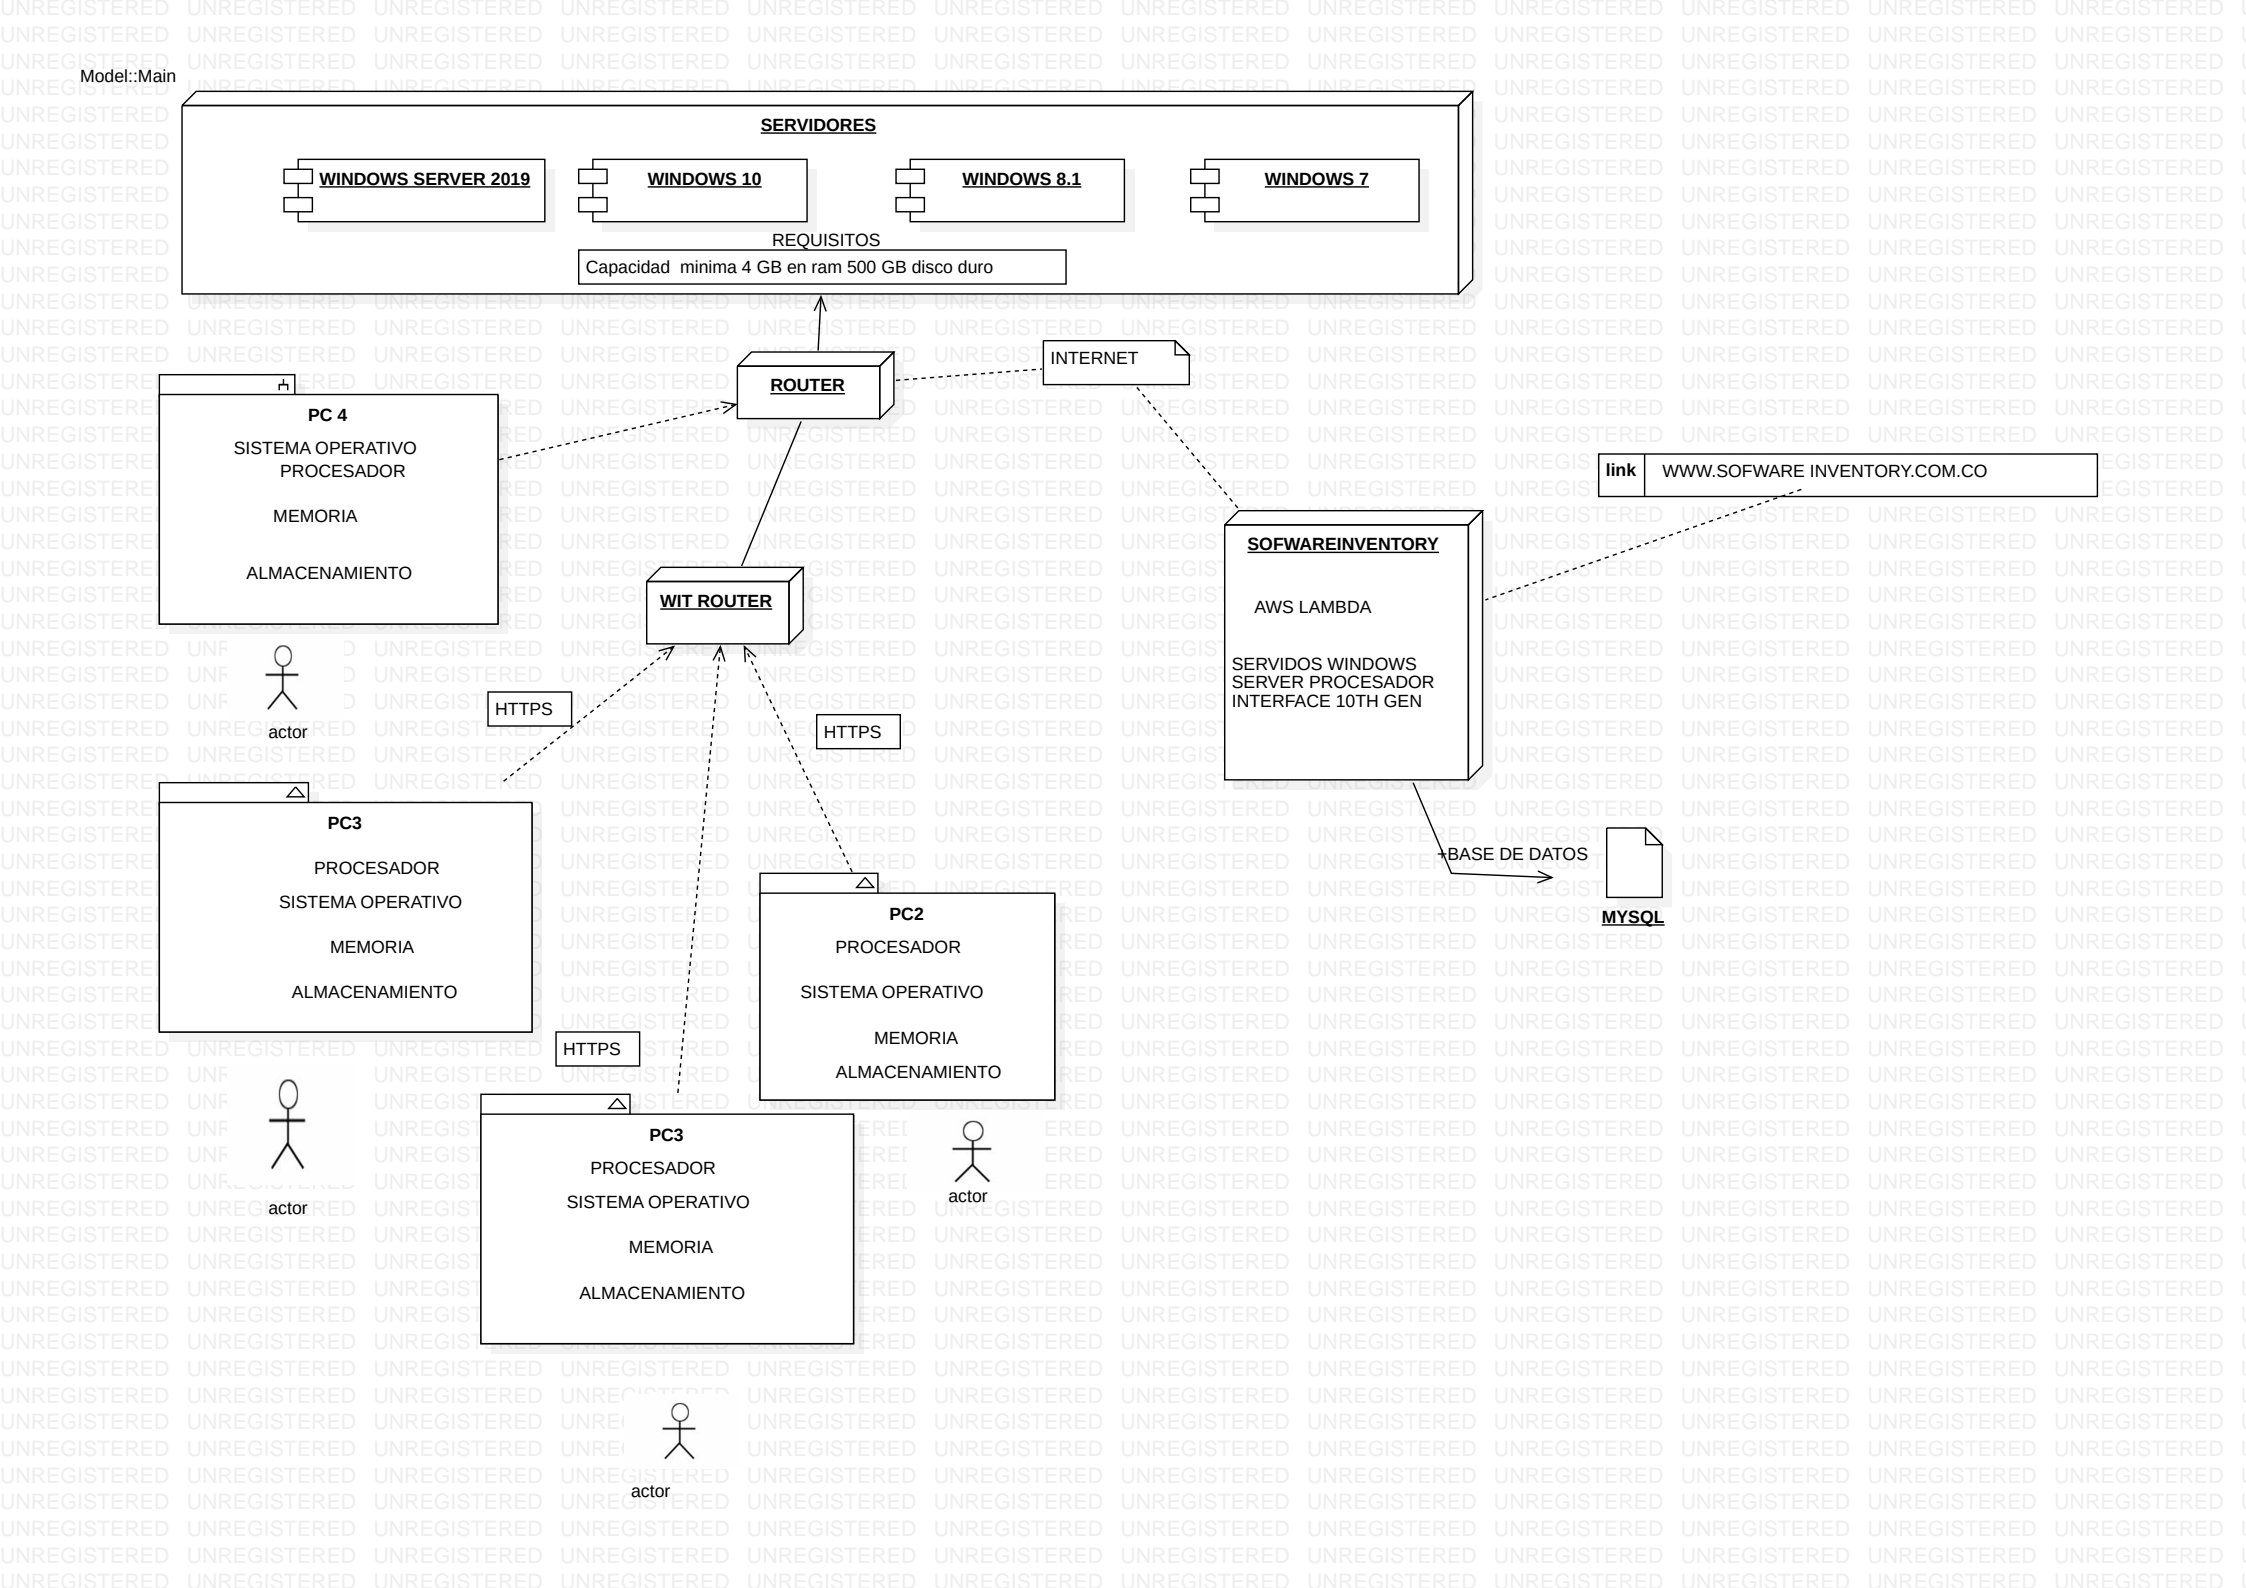 Model::Main
SERVIDORES
WINDOWS SERVER 2019
WINDOWS 10
WINDOWS 8.1
WINDOWS 7
REQUISITOS
Capacidad  minima 4 GB en ram 500 GB disco duro
INTERNET
ROUTER
PC 4
SISTEMA OPERATIVO
PROCESADOR
MEMORIA
ALMACENAMIENTO
actor
link
WWW.SOFWARE INVENTORY.COM.CO
SOFWAREINVENTORY
AWS LAMBDA
SERVIDOS WINDOWS
SERVER PROCESADOR
INTERFACE 10TH GEN
WIT ROUTER
HTTPS
HTTPS
PC3
PROCESADOR
SISTEMA OPERATIVO
MEMORIA
ALMACENAMIENTO
actor
+BASE DE DATOS
MYSQL
PC2
PROCESADOR
SISTEMA OPERATIVO
MEMORIA
ALMACENAMIENTO
actor
HTTPS
PC3
PROCESADOR
SISTEMA OPERATIVO
MEMORIA
ALMACENAMIENTO
actor
UNREGISTERED